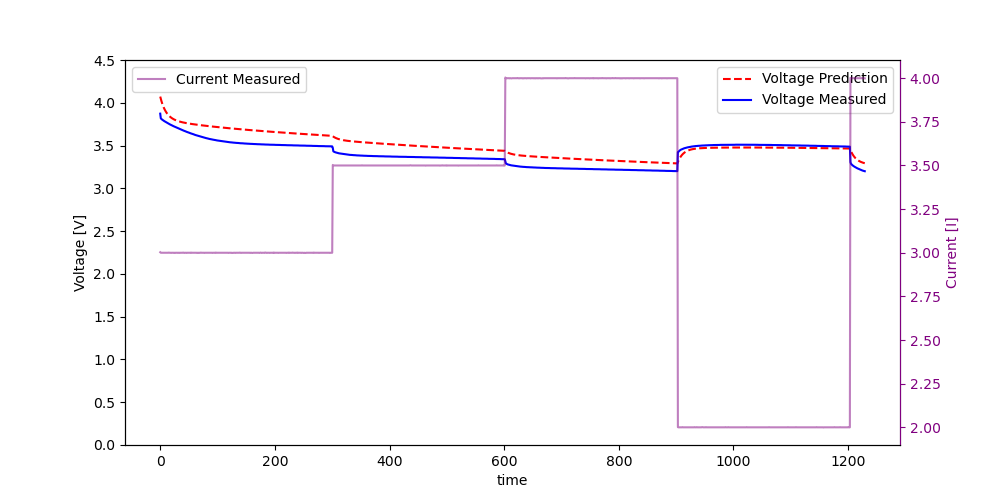 Current Measured
Voltage Prediction
Voltage Measured
Voltage [V]
4.5
4.0
3.5
3.0
2.5
2.0
1.5
1.0
0.5
0.0
4.00
3.75
3.50
3.25
3.00
2.75
2.50
2.25
2.00
Current [I]
0 200 400 600 800 1000 1200
time